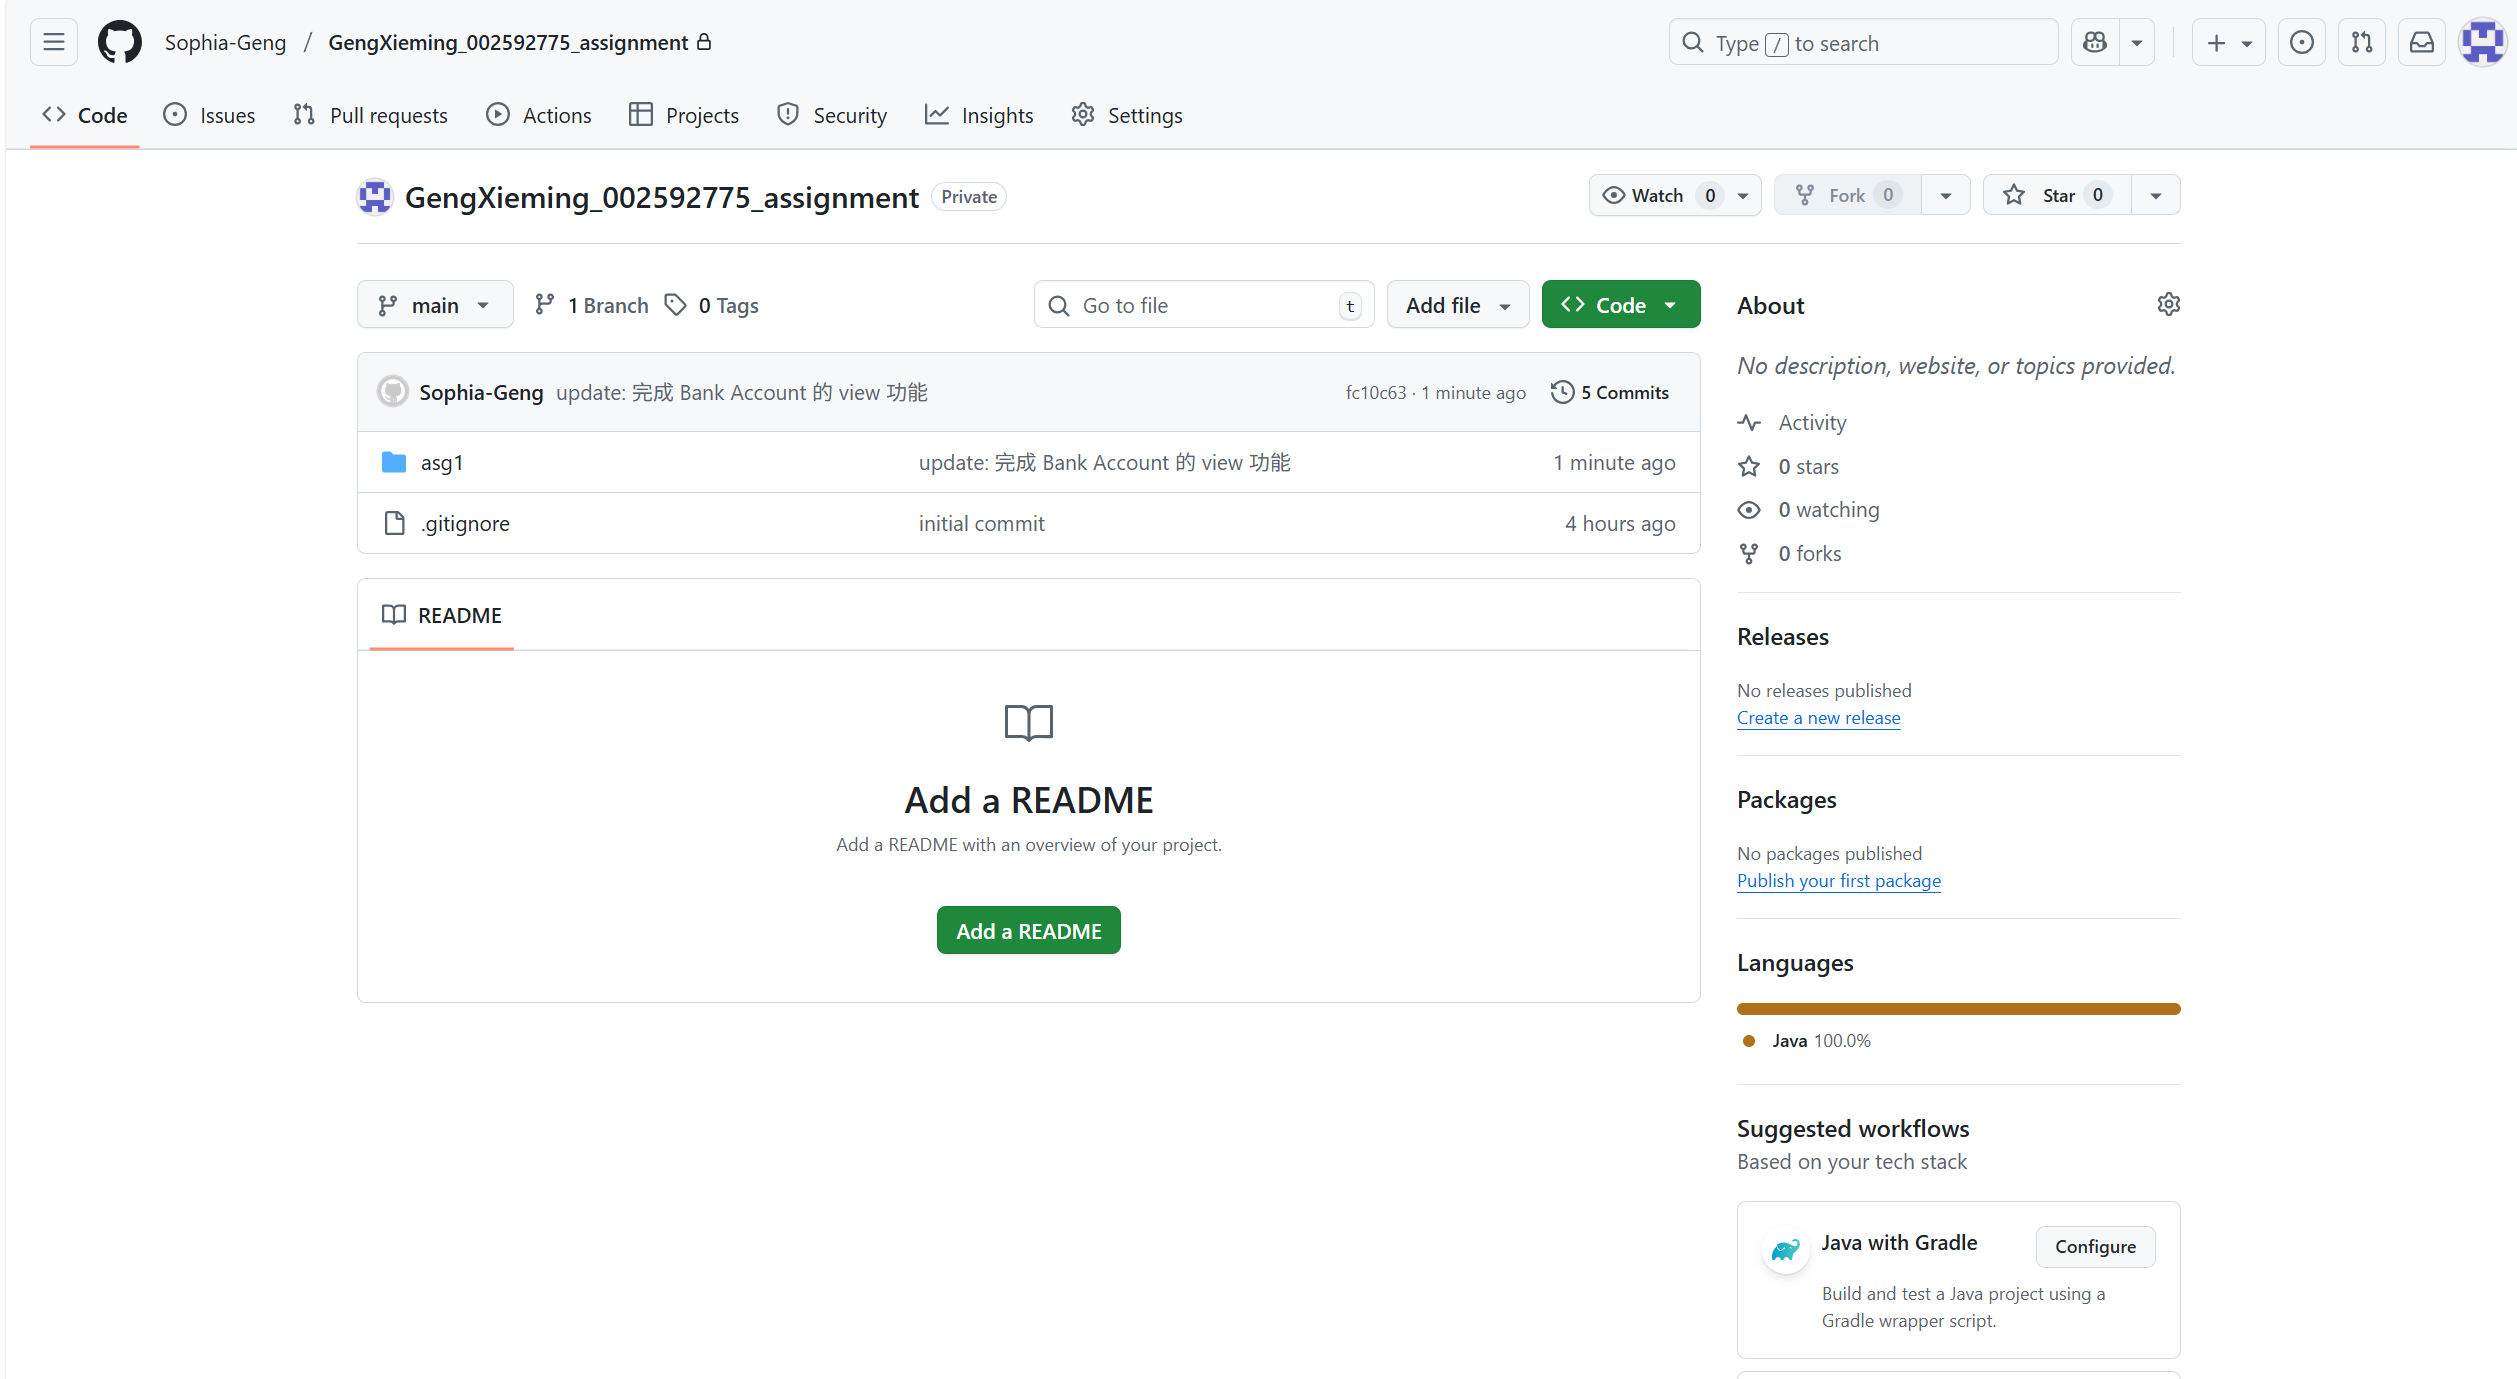 Sophia-Geng / GengXieming_002592775_assignment
Type / to search
Code Issues Pull requests Actions Projects Security Insights Settings
GengXieming_002592775_assignment Private
Watch 0 Fork 0 Star 0
main 1 Branch 0 Tags
Go to file t Add file Code
Sophia-Geng update: 完成 Bank Account 的 view 功能 fc10c63 · 1 minute ago 5 Commits
asg1 update: 完成 Bank Account 的 view 功能 1 minute ago
.gitignore initial commit 4 hours ago
README
Add a README
Add a README with an overview of your project.
Add a README
About
No description, website, or topics provided.
Activity
0 stars
0 watching
0 forks
Releases
No releases published
Create a new release
Packages
No packages published
Publish your first package
Languages
Java 100.0%
Suggested workflows
Based on your tech stack
Java with Gradle Configure
Build and test a Java project using a
Gradle wrapper script.